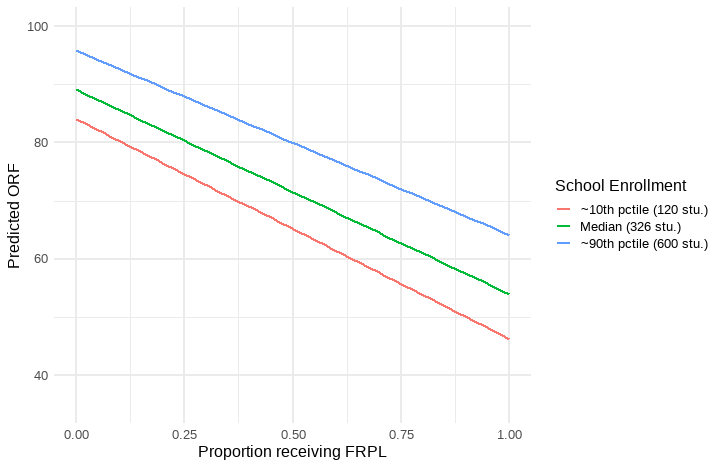 100
80
60
40
Predicted ORF
0.00 0.25 0.50 0.75 1.00
Proportion receiving FRPL
School Enrollment
~10th pctile (120 stu.)
Median (326 stu.)
~90th pctile (600 stu.)